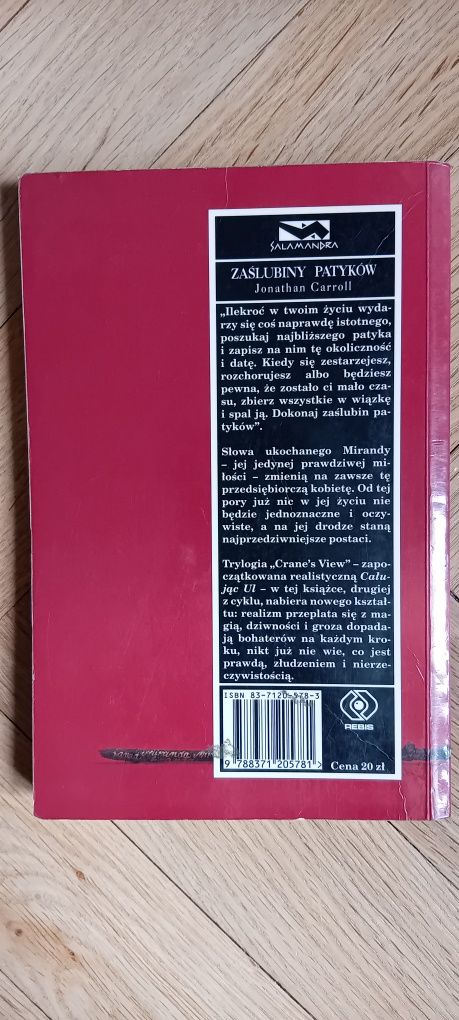 SALAMANDRA
ZAŚLUBINY PATYKÓW
Jonathan Carroll
„Ilekroć w twoim życiu wyda-
rzy się coś naprawdę istotnego,
poszukaj najbliższego patyka
i zapisz na nim tę okoliczność
i datę. Kiedy się zestarzejesz,
rozchorujesz albo będziesz
pewna, że zostało ci mało cza-
su, zbierz wszystkie w wiązkę
i spal ją. Dokonaj zaślubin pa-
tyków”.
Słowa ukochanego Mirandy
– jej jedynej prawdziwej mi-
łości – zmienią na zawsze tę
przedsiębiorczą kobietę. Od tej
pory już nic w jej życiu nie
będzie jednoznaczne i oczy-
wiste, a na jej drodze staną
najprzedziwniejsze postaci.
Trylogia „Crane’s View” – zapo-
czątkowana realistyczną Cału-
jąc Ul – w tej książce, drugiej
z cyklu, nabiera nowego kształ-
tu: realizm przeplata się z ma-
gią, dziwności i groza dopada-
ją bohaterów na każdym kro-
ku, nikt już nie wie, co jest
prawdą, złudzeniem i nierze-
czywistością.
ISBN 83-7120-578-3
REBIS
9 788371 205781 >
Cena 20 zł